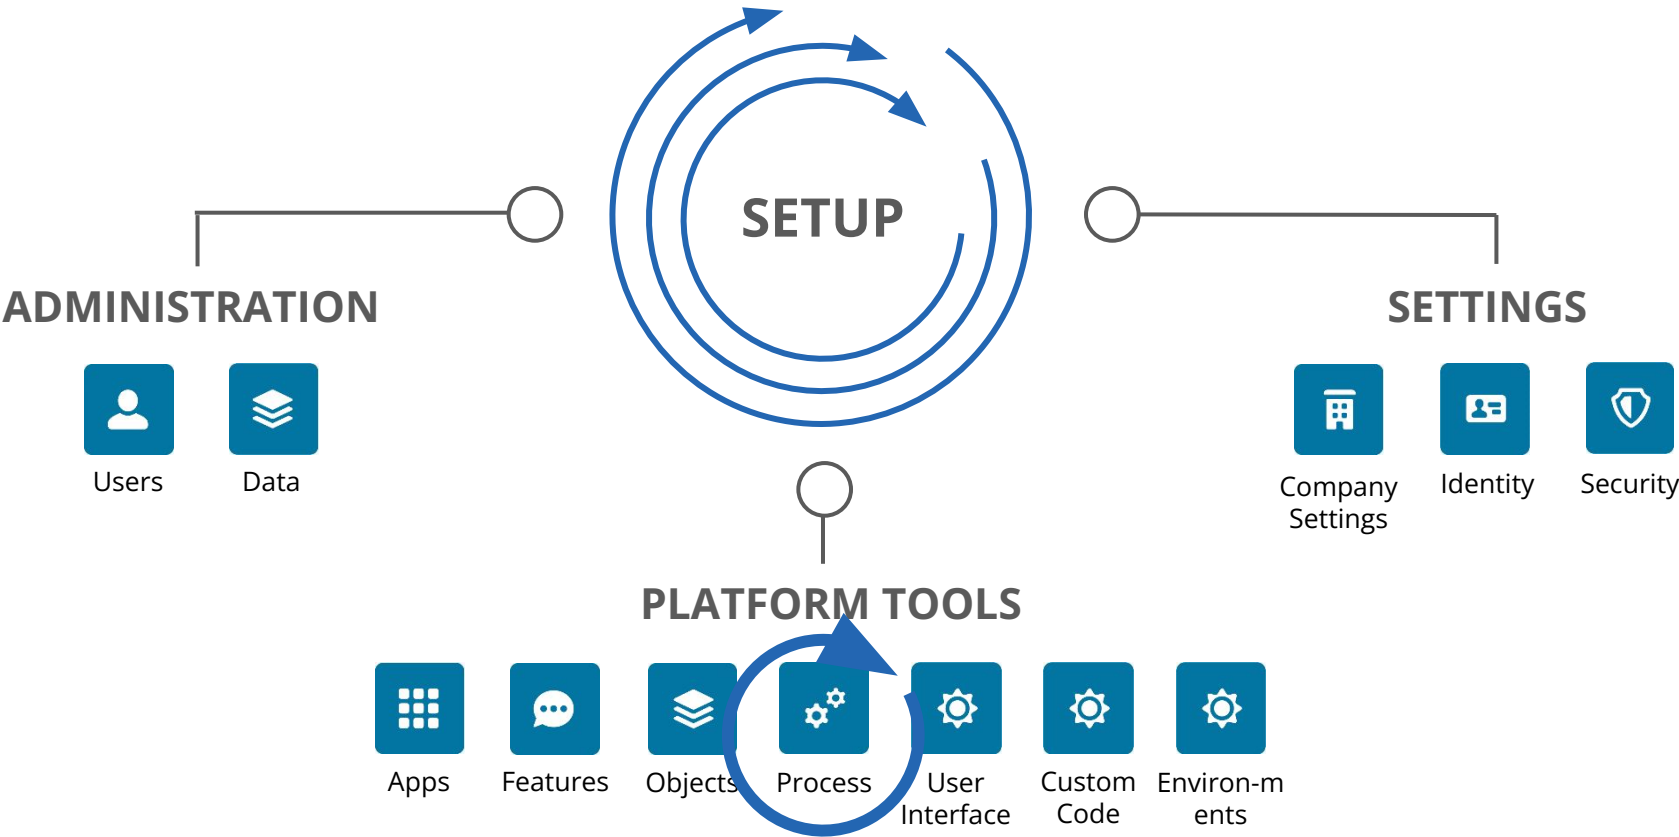 SETUP
ADMINISTRATION
Users
Data
SETTINGS
Company
Settings
Identity
Security
PLATFORM TOOLS
Apps
Features
Objects
Process
User
Interface
Custom
Code
Environ-m
ents